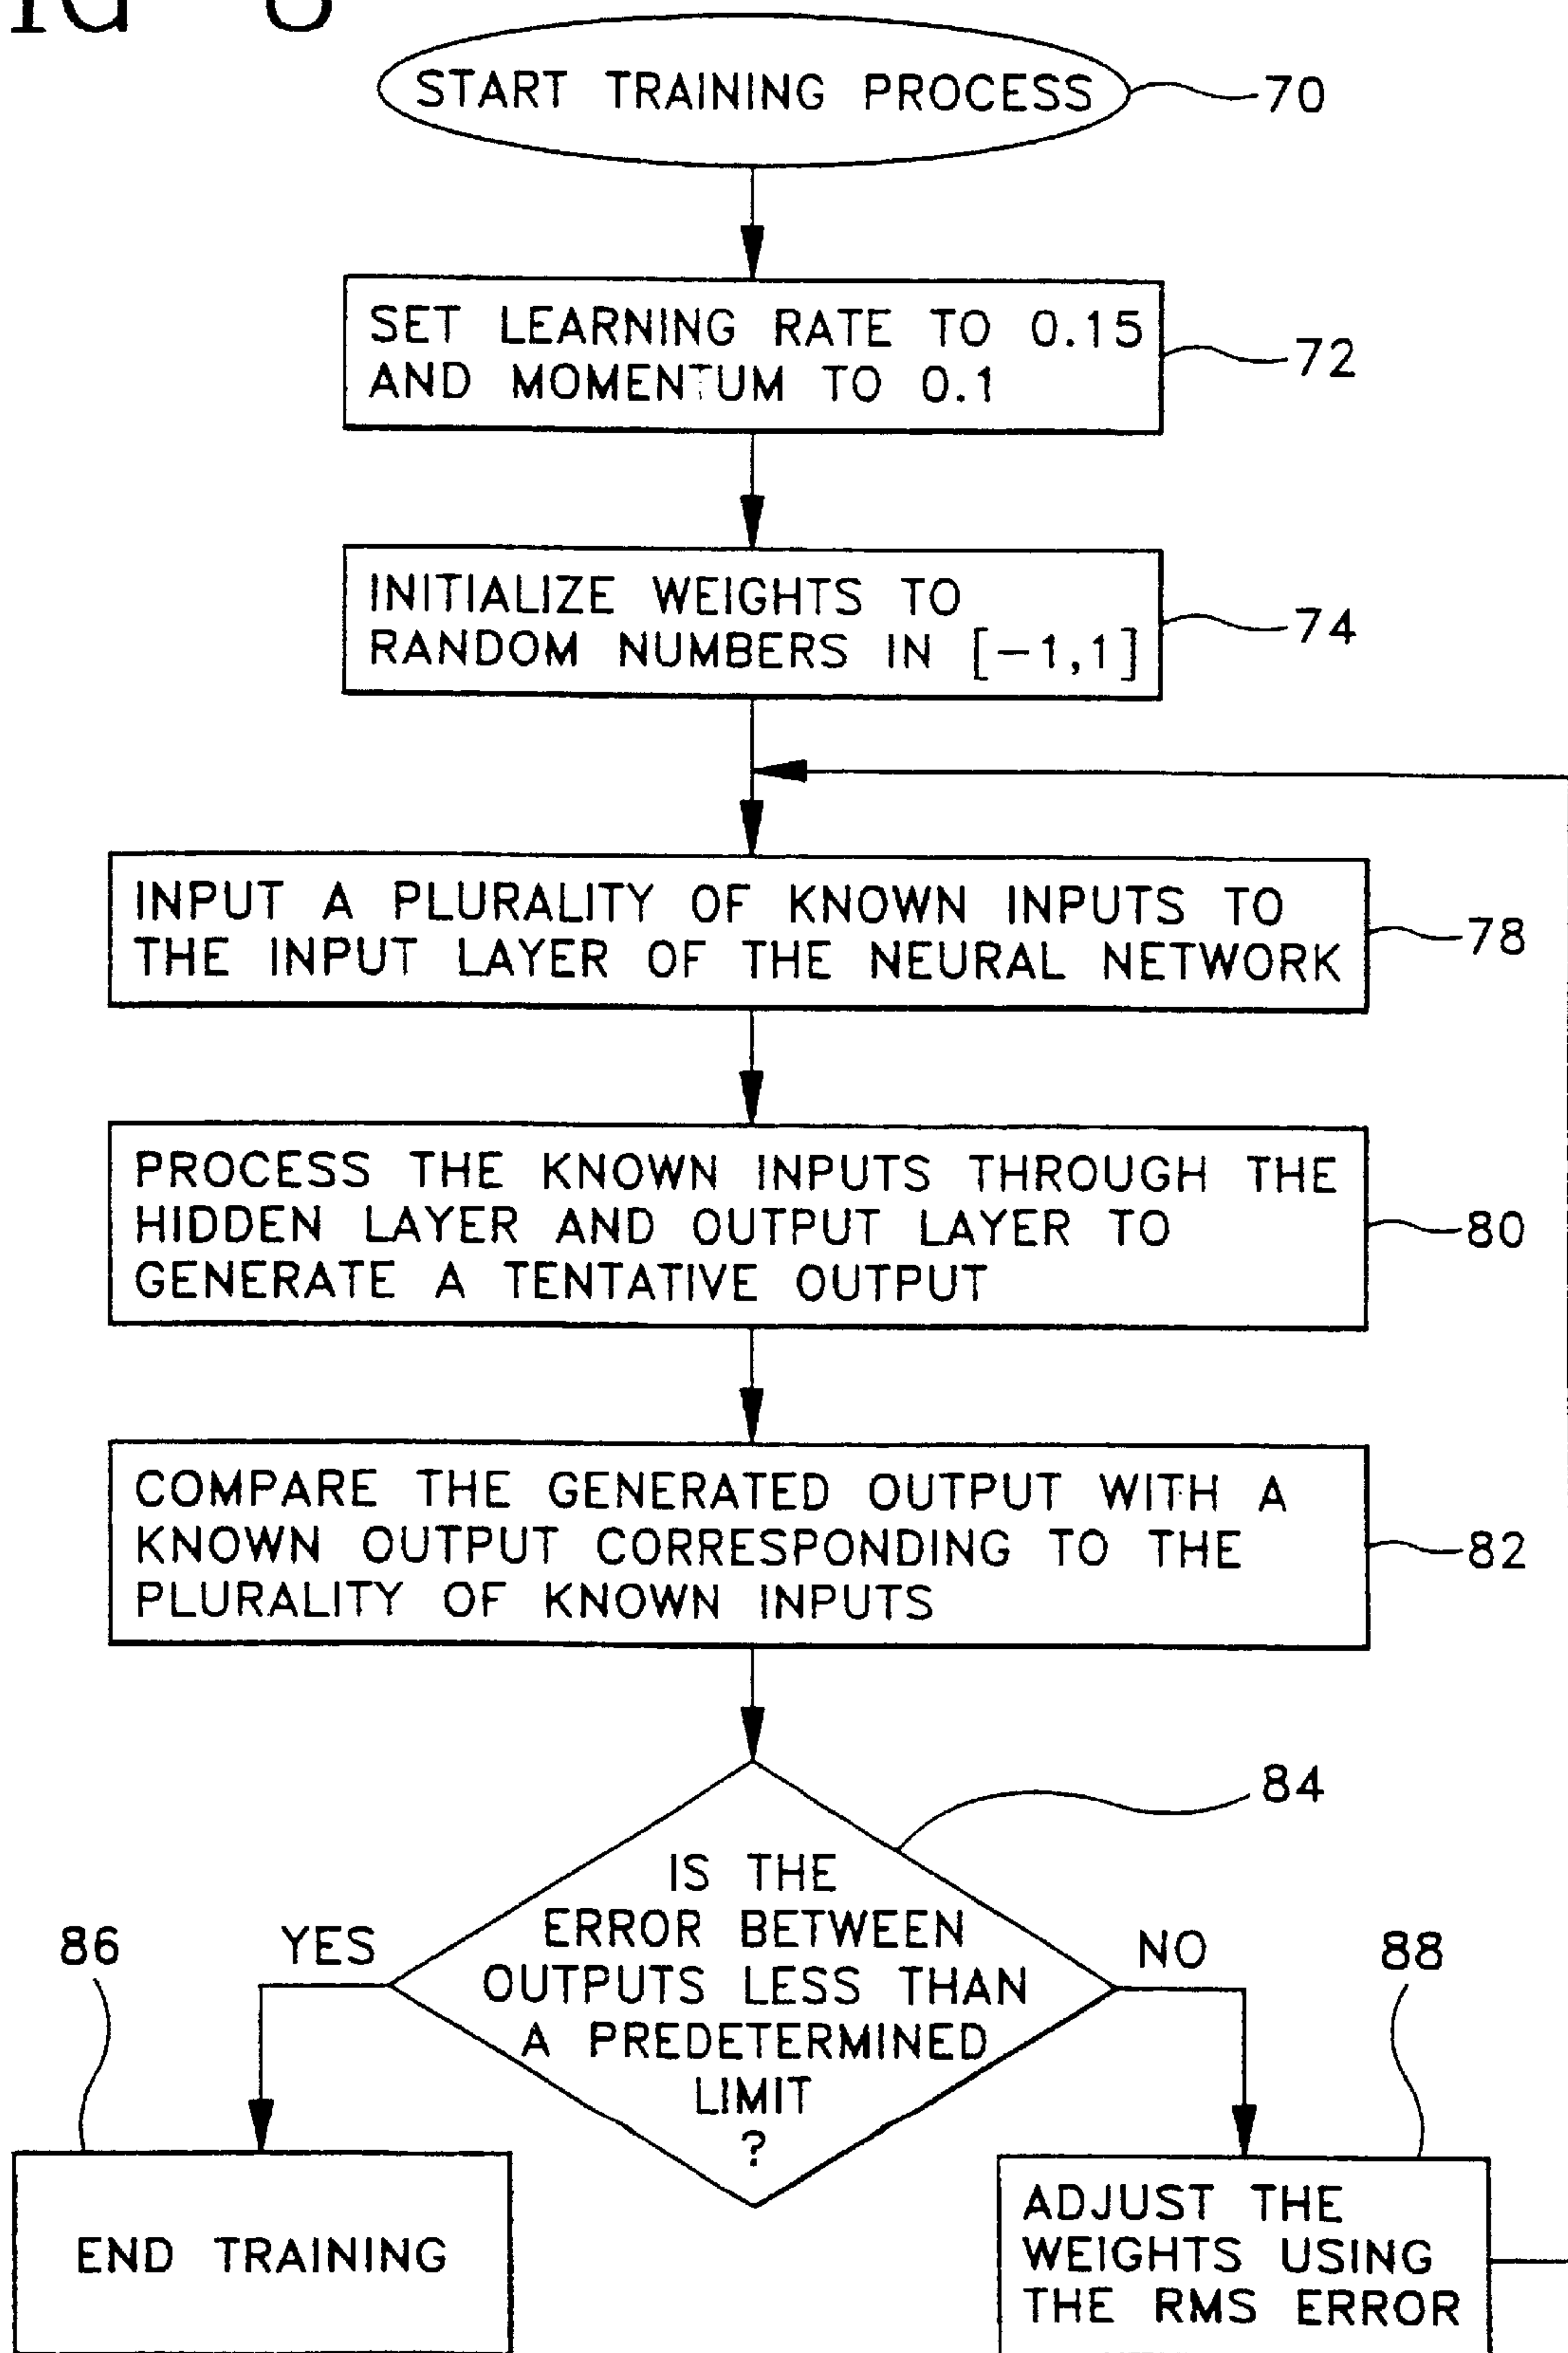 START TRAINING PROCESS
70
SET LEARNING RATE TO 0.15
AND MOMENTUM TO 0.1
72
INITIALIZE WEIGHTS TO
RANDOM NUMBERS IN [-1,1]
74
INPUT A PLURALITY OF KNOWN INPUTS TO
THE INPUT LAYER OF THE NEURAL NETWORK
78
PROCESS THE KNOWN INPUTS THROUGH THE
HIDDEN LAYER AND OUTPUT LAYER TO
GENERATE A TENTATIVE OUTPUT
80
COMPARE THE GENERATED OUTPUT WITH A
KNOWN OUTPUT CORRESPONDING TO THE
PLURALITY OF KNOWN INPUTS
82
84
IS THE
ERROR BETWEEN
OUTPUTS LESS THAN
A PREDETERMINED
LIMIT
?
YES
NO
86
88
END TRAINING
ADJUST THE
WEIGHTS USING
THE RMS ERROR